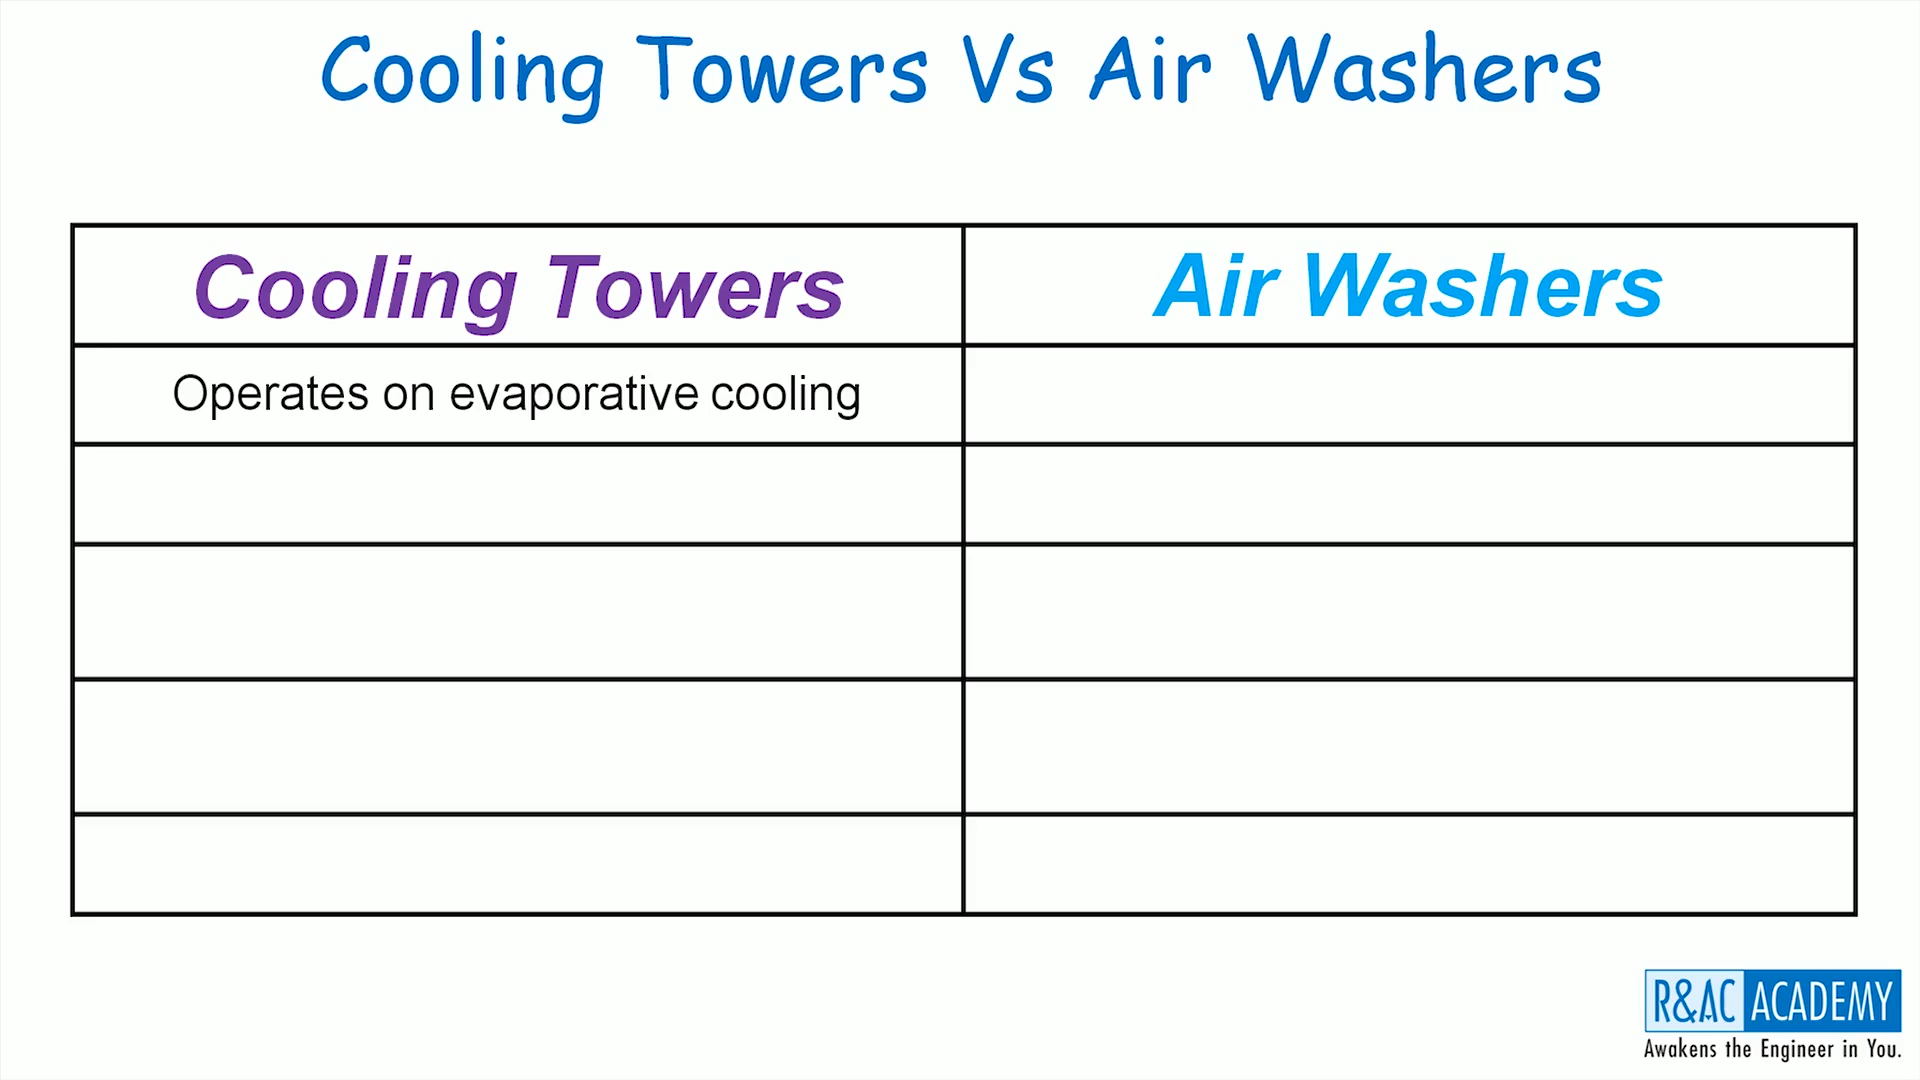 Cooling Towers Vs Air Washers
Cooling Towers
Air Washers
Operates on evaporative cooling
R&AC ACADEMY
Awakens the Engineer in You.